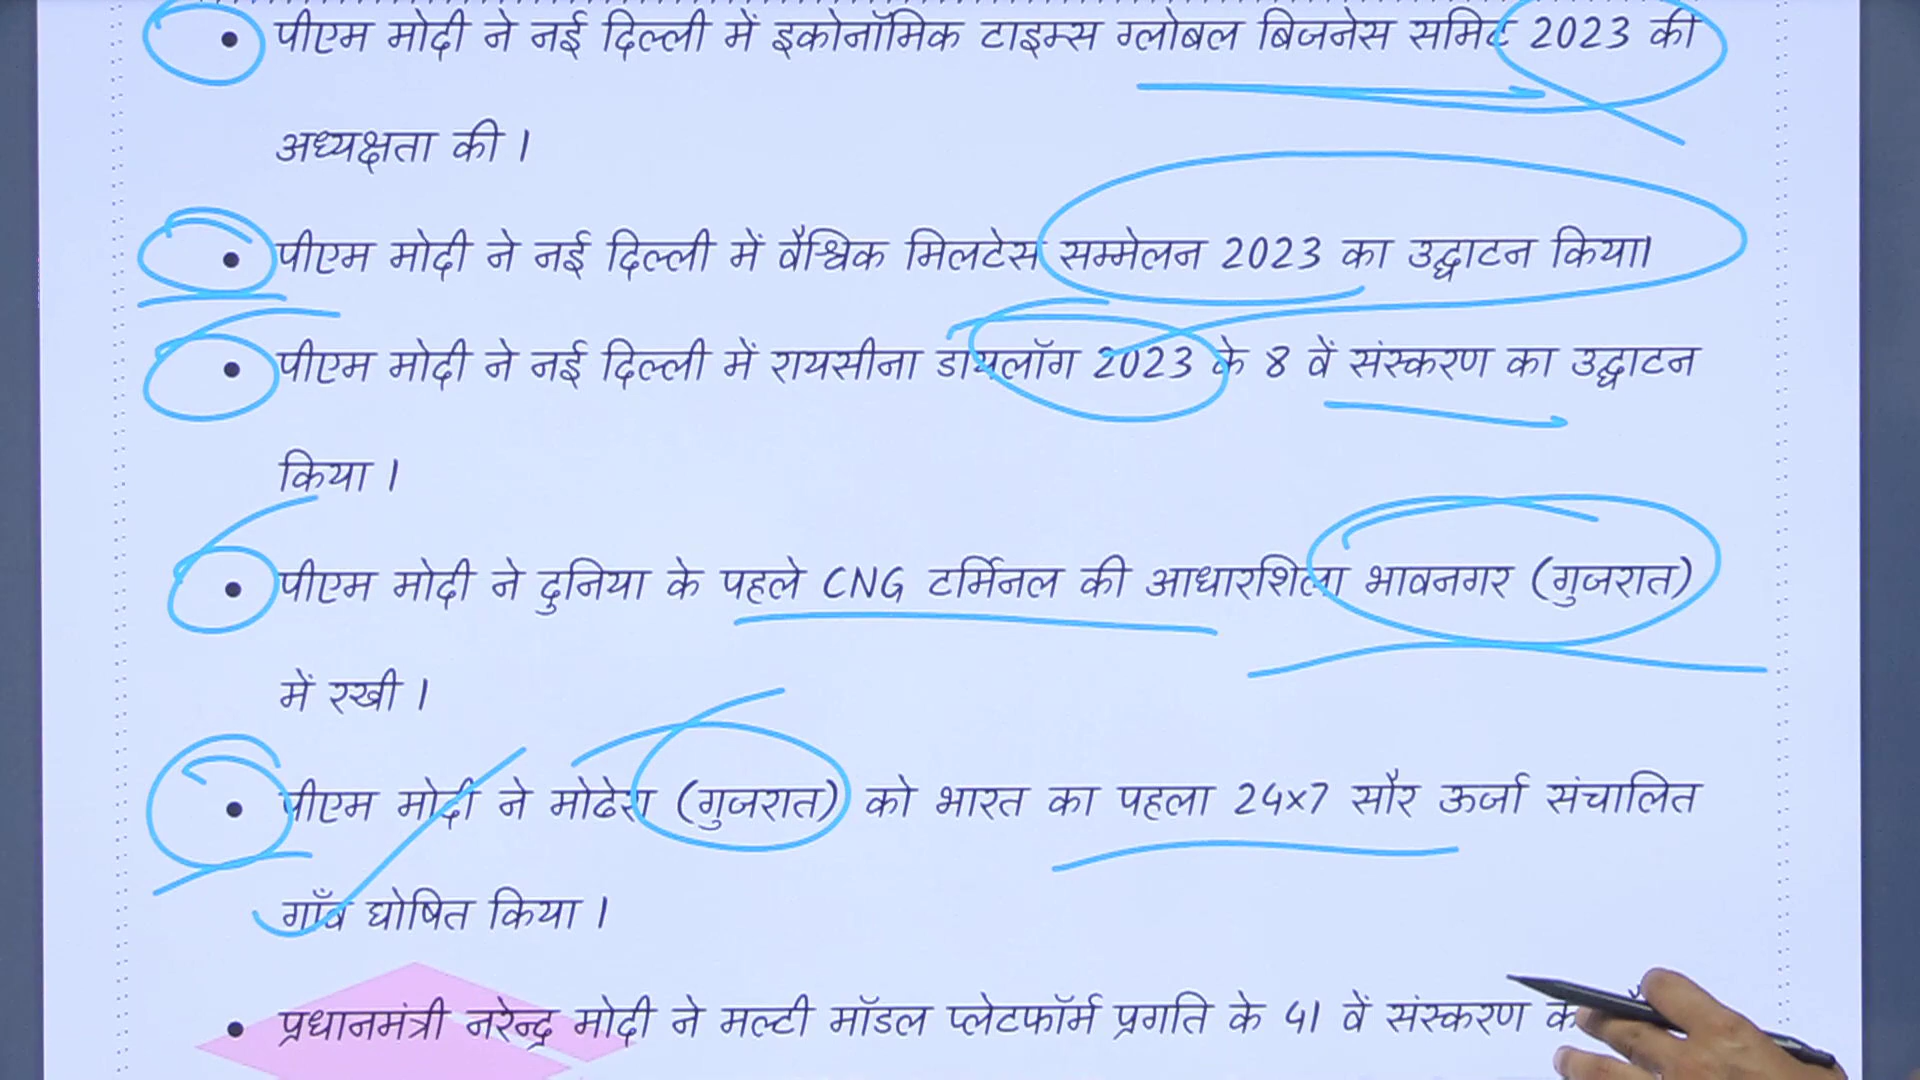 • पीएम मोदी ने नई दिल्ली में इकोनॉमिक टाइम्स ग्लोबल बिजनेस समिट 2023 की
अध्यक्षता की ।
• पीएम मोदी ने नई दिल्ली में वैश्विक मिलटेस सम्मेलन 2023 का उद्घाटन किया।
• पीएम मोदी ने नई दिल्ली में रायसीना डायलॉग 2023 के 8 वें संस्करण का उद्घाटन
किया ।
• पीएम मोदी ने दुनिया के पहले CNG टर्मिनल की आधारशिला भावनगर (गुजरात)
में रखी ।
• पीएम मोदी ने मोढेरा (गुजरात) को भारत का पहला 24×7 सौर ऊर्जा संचालित
गाँव घोषित किया ।
• प्रधानमंत्री नरेन्द्र मोदी ने मल्टी मॉडल प्लेटफॉर्म प्रगति के 41 वें संस्करण